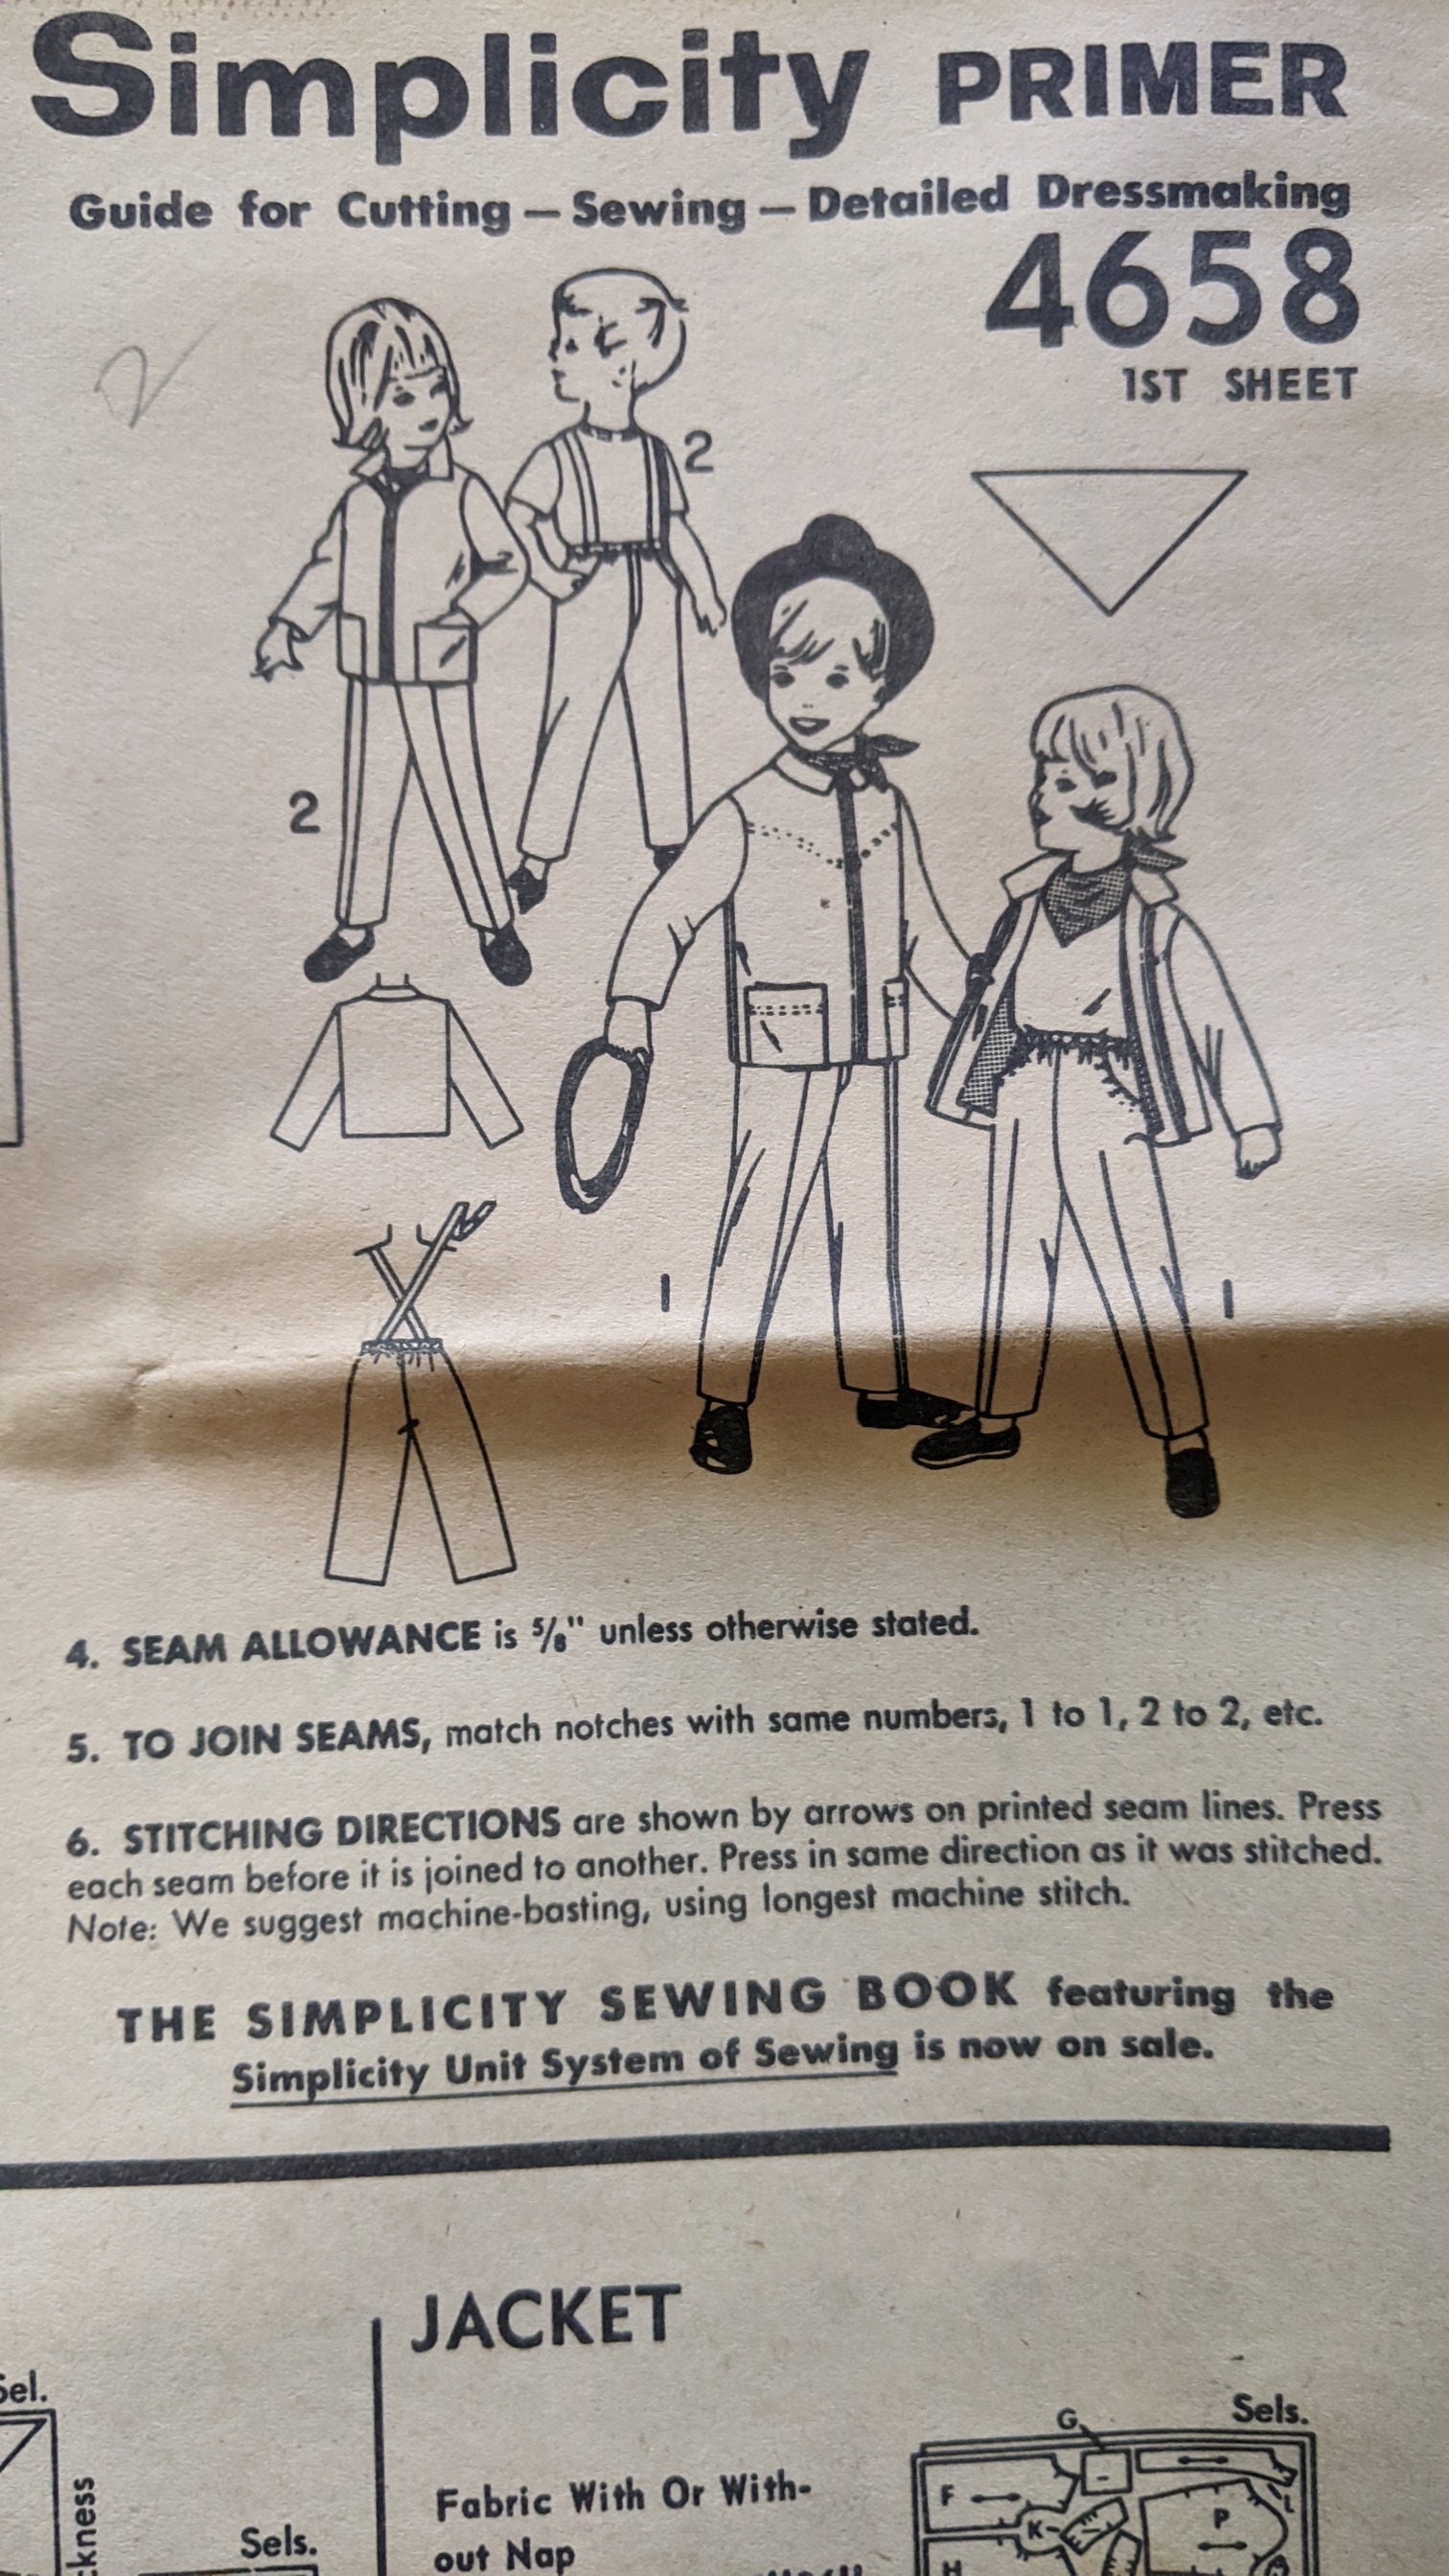 Simplicity PRIMER
Guide for Cutting — Sewing — Detailed Dressmaking
4658
1ST SHEET
2
2
2
1
1
4. SEAM ALLOWANCE is 5/8" unless otherwise stated.
5. TO JOIN SEAMS, match notches with same numbers, 1 to 1, 2 to 2, etc.
6. STITCHING DIRECTIONS are shown by arrows on printed seam lines. Press
each seam before it is joined to another. Press in same direction as it was stitched.
Note: We suggest machine-basting, using longest machine stitch.
THE SIMPLICITY SEWING BOOK featuring the
Simplicity Unit System of Sewing is now on sale.
JACKET
Sel.
Sels.
Fabric With Or With-
out Nap
Sels.
G
F
K
P
L
H